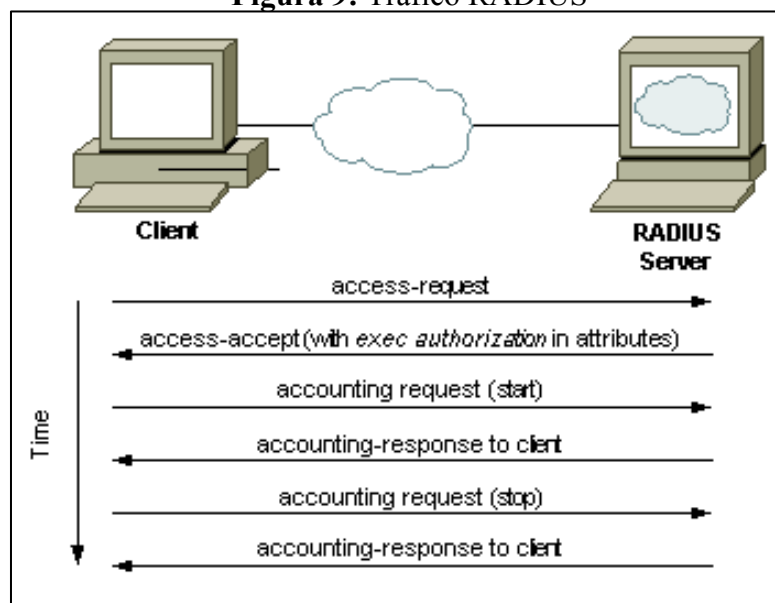 Figura 9: Tráfico RADIUS
Client
RADIUS
Server
access-request
access-accept(with exec authorization in attributes)
accounting request (start)
accounting-response to client
accounting request (stop)
accounting-response to client
Time